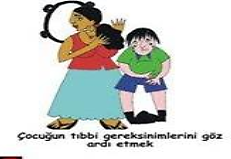 Çocuğun tıbbi gereksinimlerini göz
ardı etmek